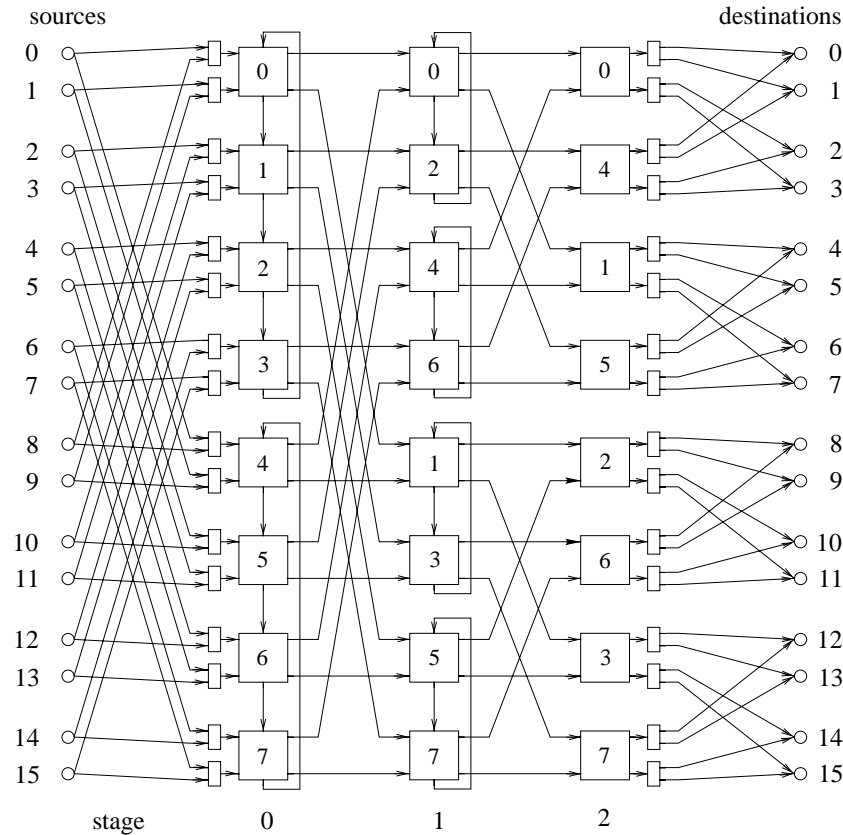 sources destinations
0 0 0 0 0
1 1
2 1 2 4 2
3 3
4 2 4 1 4
5 5
6 3 6 5 6
7 7
8 4 1 2 8
9 9
10 5 3 6 10
11 11
12 6 5 3 12
13 13
14 7 7 7 14
15 15
stage 0 1 2